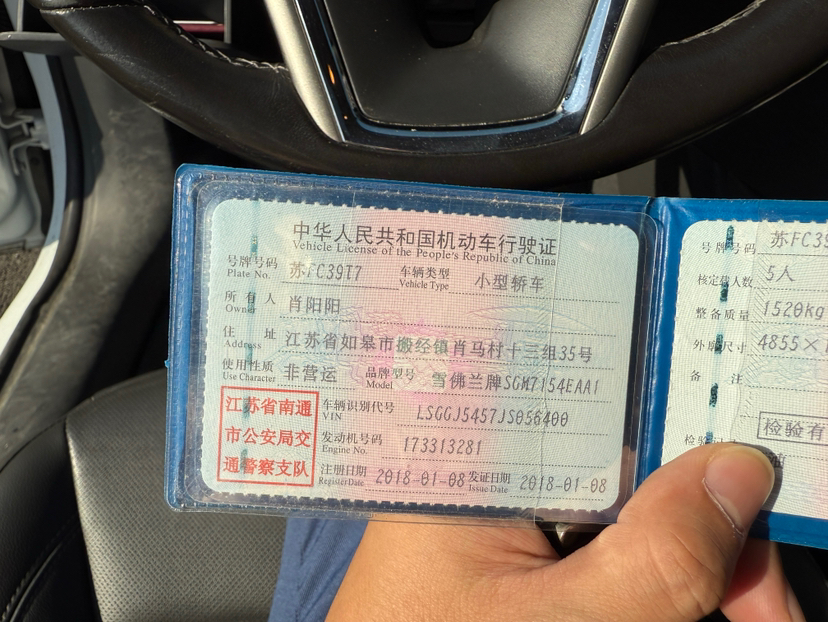 中华人民共和国机动车行驶证
Vehicle License of the People's Republic of China
号牌号码 苏FC39T7 车辆类型 小型轿车
Plate No. Vehicle Type
所有人 肖阳阳
Owner
住址 江苏省如皋市搬经镇肖马村十三组35号
Address
使用性质 非营运 品牌型号 雪佛兰牌SGM7154EAA1
Use Character Model
江苏省南通
市公安局交
通警察支队
车辆识别代号 LSGGJ5457JS056400
VIN
发动机号码 173313281
Engine No.
注册日期 2018-01-08 发证日期 2018-01-08
Register Date Issue Date
号牌号码 苏FC39
核定载人数 5人
整备质量 1520kg
外廓尺寸 4855×1
备注
检验有
检验记录